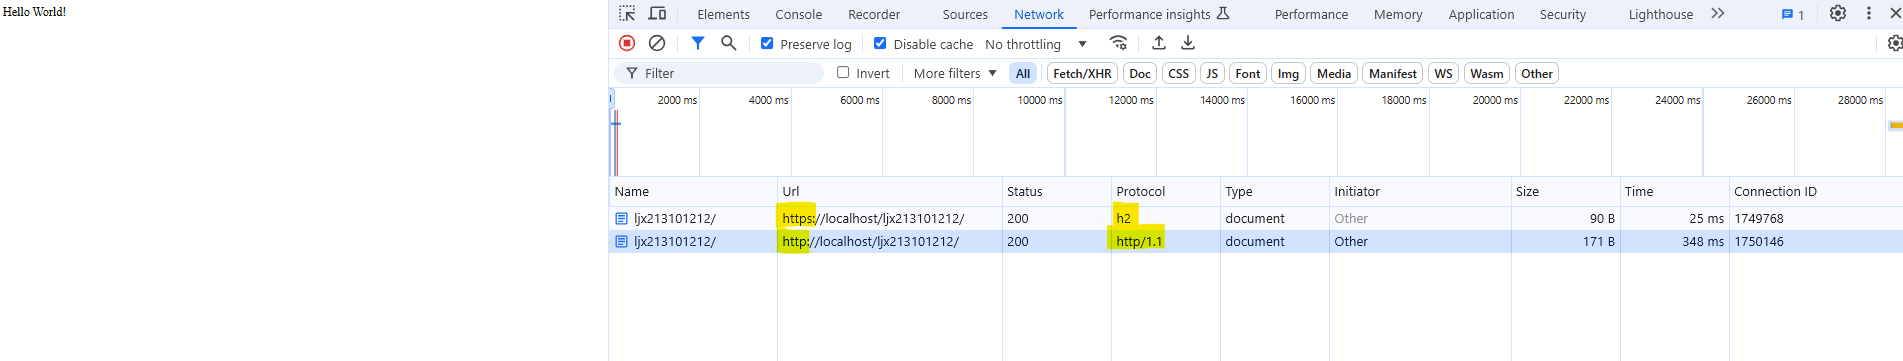 Hello World!
Elements Console Recorder Sources Network Performance insights Performance Memory Application Security Lighthouse 1
Preserve log Disable cache No throttling
Filter Invert More filters All Fetch/XHR Doc CSS JS Font Img Media Manifest WS Wasm Other
2000 ms 4000 ms 6000 ms 8000 ms 10000 ms 12000 ms 14000 ms 16000 ms 18000 ms 20000 ms 22000 ms 24000 ms 26000 ms 28000 ms
Name Url Status Protocol Type Initiator Size Time Connection ID
ljx213101212/ https://localhost/ljx213101212/ 200 h2 document Other 90 B 25 ms 1749768
ljx213101212/ http://localhost/ljx213101212/ 200 http/1.1 document Other 171 B 348 ms 1750146